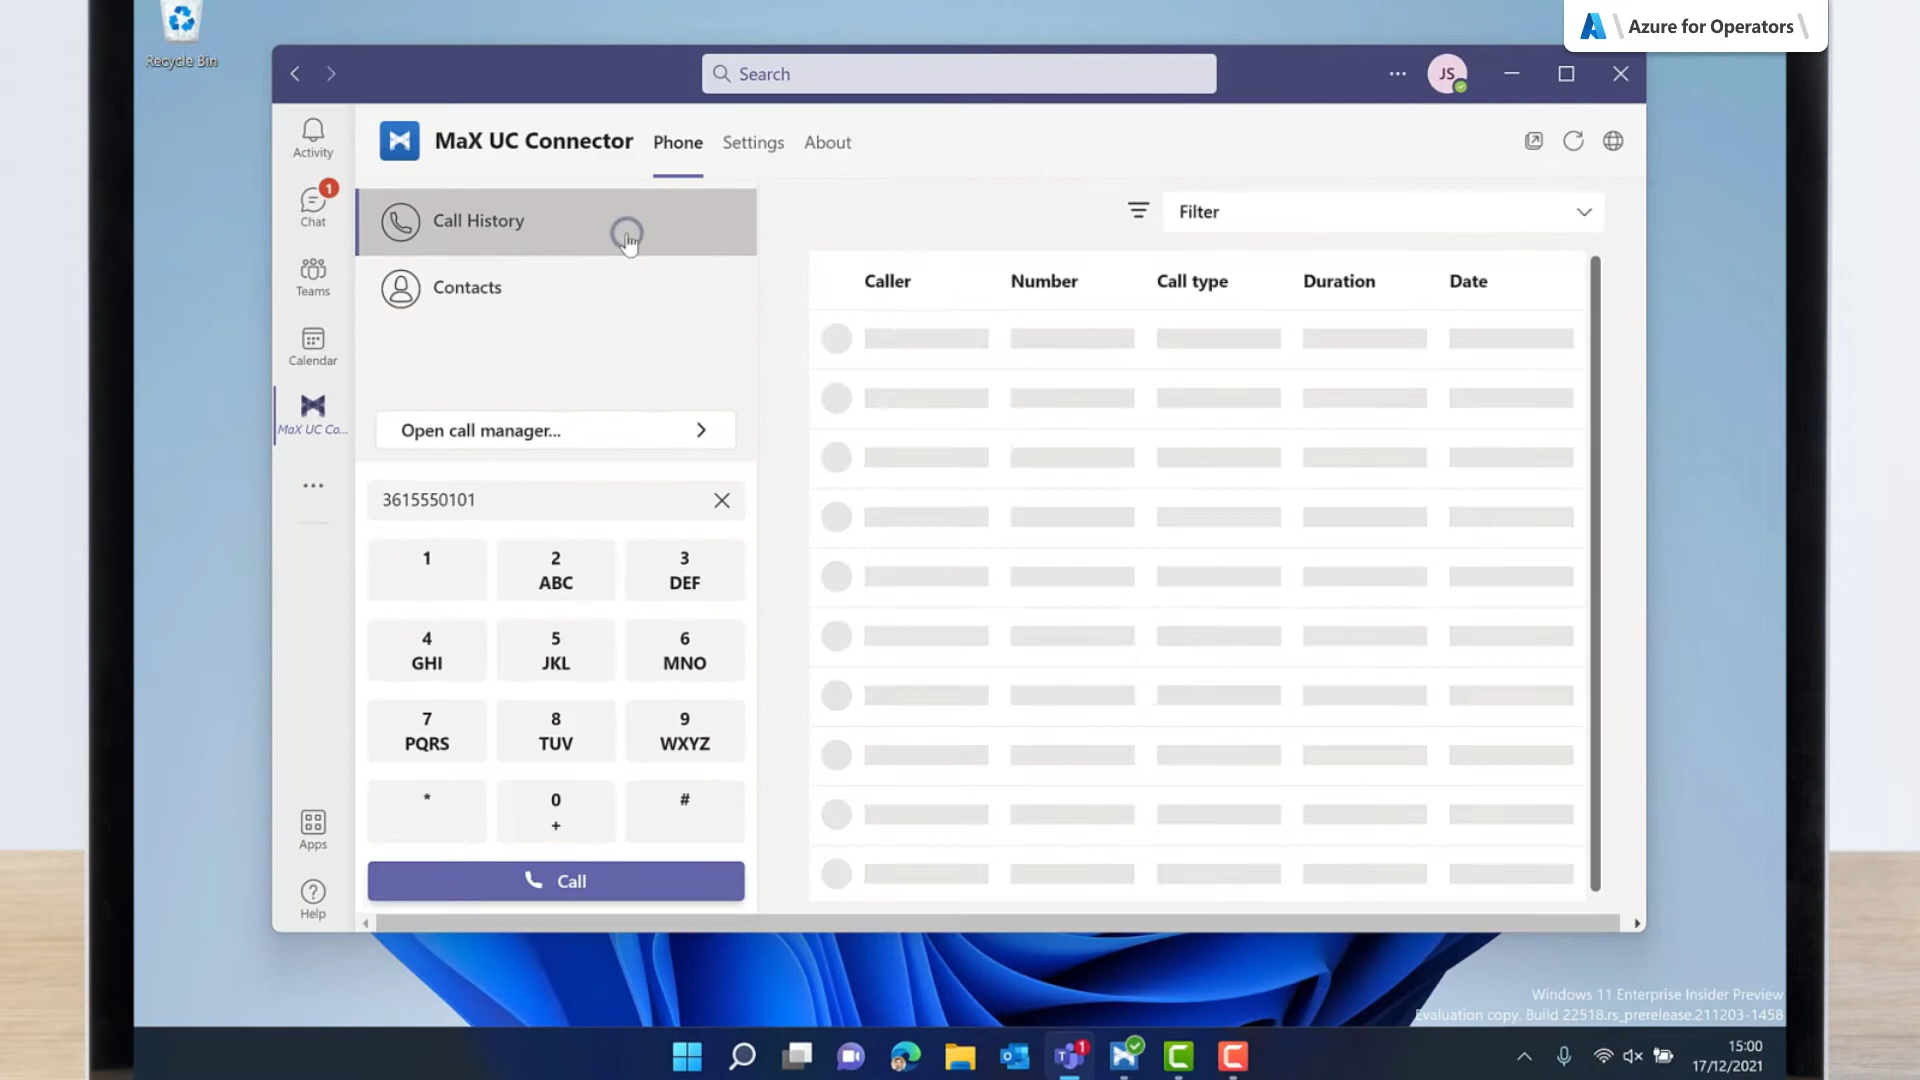 Recycle Bin
Azure for Operators
Search
JS
Activity
1
Chat
Teams
Calendar
MaX UC Co...
Apps
Help
MaX UC Connector
Phone
Settings
About
Call History
Contacts
Open call manager...
3615550101
1
2
ABC
3
DEF
4
GHI
5
JKL
6
MNO
7
PQRS
8
TUV
9
WXYZ
*
0
+
#
Call
Filter
Caller Number Call type Duration Date
Windows 11 Enterprise Insider Preview
Evaluation copy. Build 22518.rs_prerelease.211203-1458
1
15:00
17/12/2021